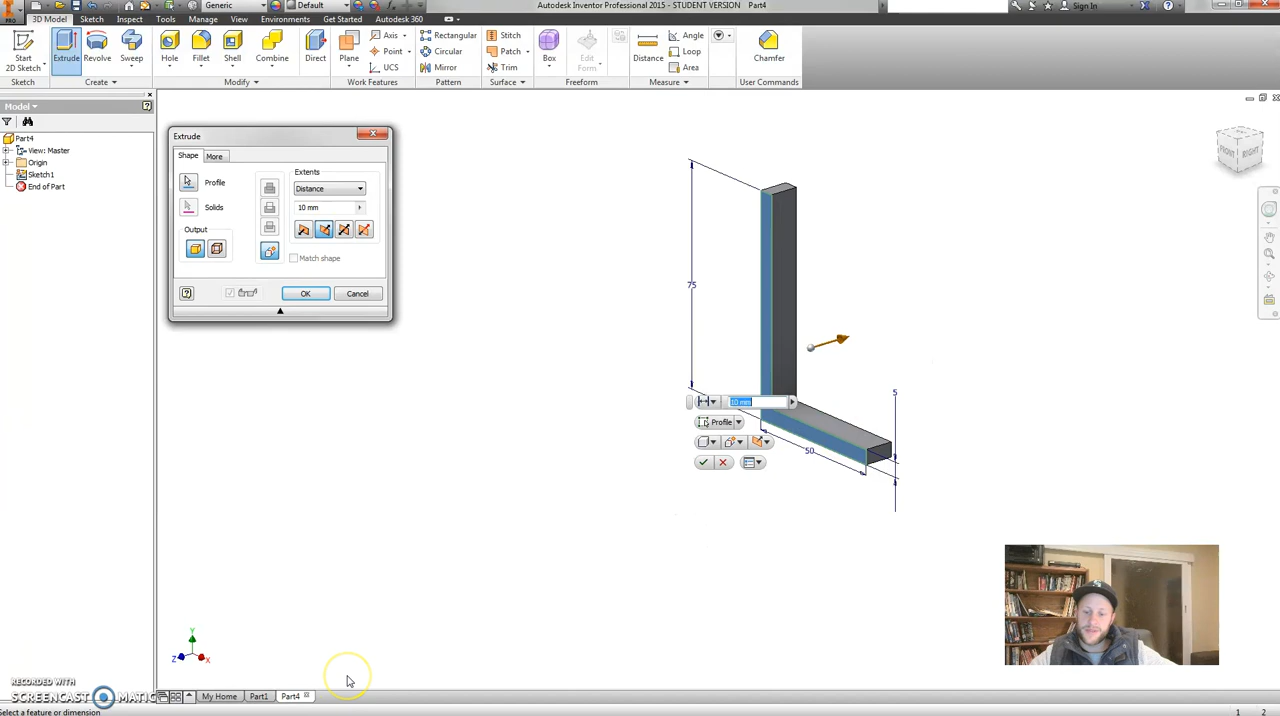 Generic
Default
Autodesk Inventor Professional 2015 - STUDENT VERSION Part4
Sign In
3D Model
Sketch
Inspect
Tools
Manage
View
Environments
Get Started
Autodesk 360
Start
2D Sketch
Extrude
Revolve
Sweep
Hole
Fillet
Shell
Combine
Direct
Plane
Axis
Point
UCS
Rectangular
Circular
Mirror
Stitch
Patch
Trim
Box
Edit
Form
Distance
Angle
Loop
Area
Chamfer
Sketch
Create
Modify
Work Features
Pattern
Surface
Freeform
Measure
User Commands
Model
Part4
View: Master
Origin
Sketch1
End of Part
Extrude
Shape
More
Profile
Solids
Output
Extents
Distance
10 mm
Match shape
OK
Cancel
FRONT
RIGHT
75
5
50
10 mm
Profile
Y
Z
X
RECORDED WITH
SCREENCAST
MATIC
My Home
Part1
Part4
Select a feature or dimension
1
2